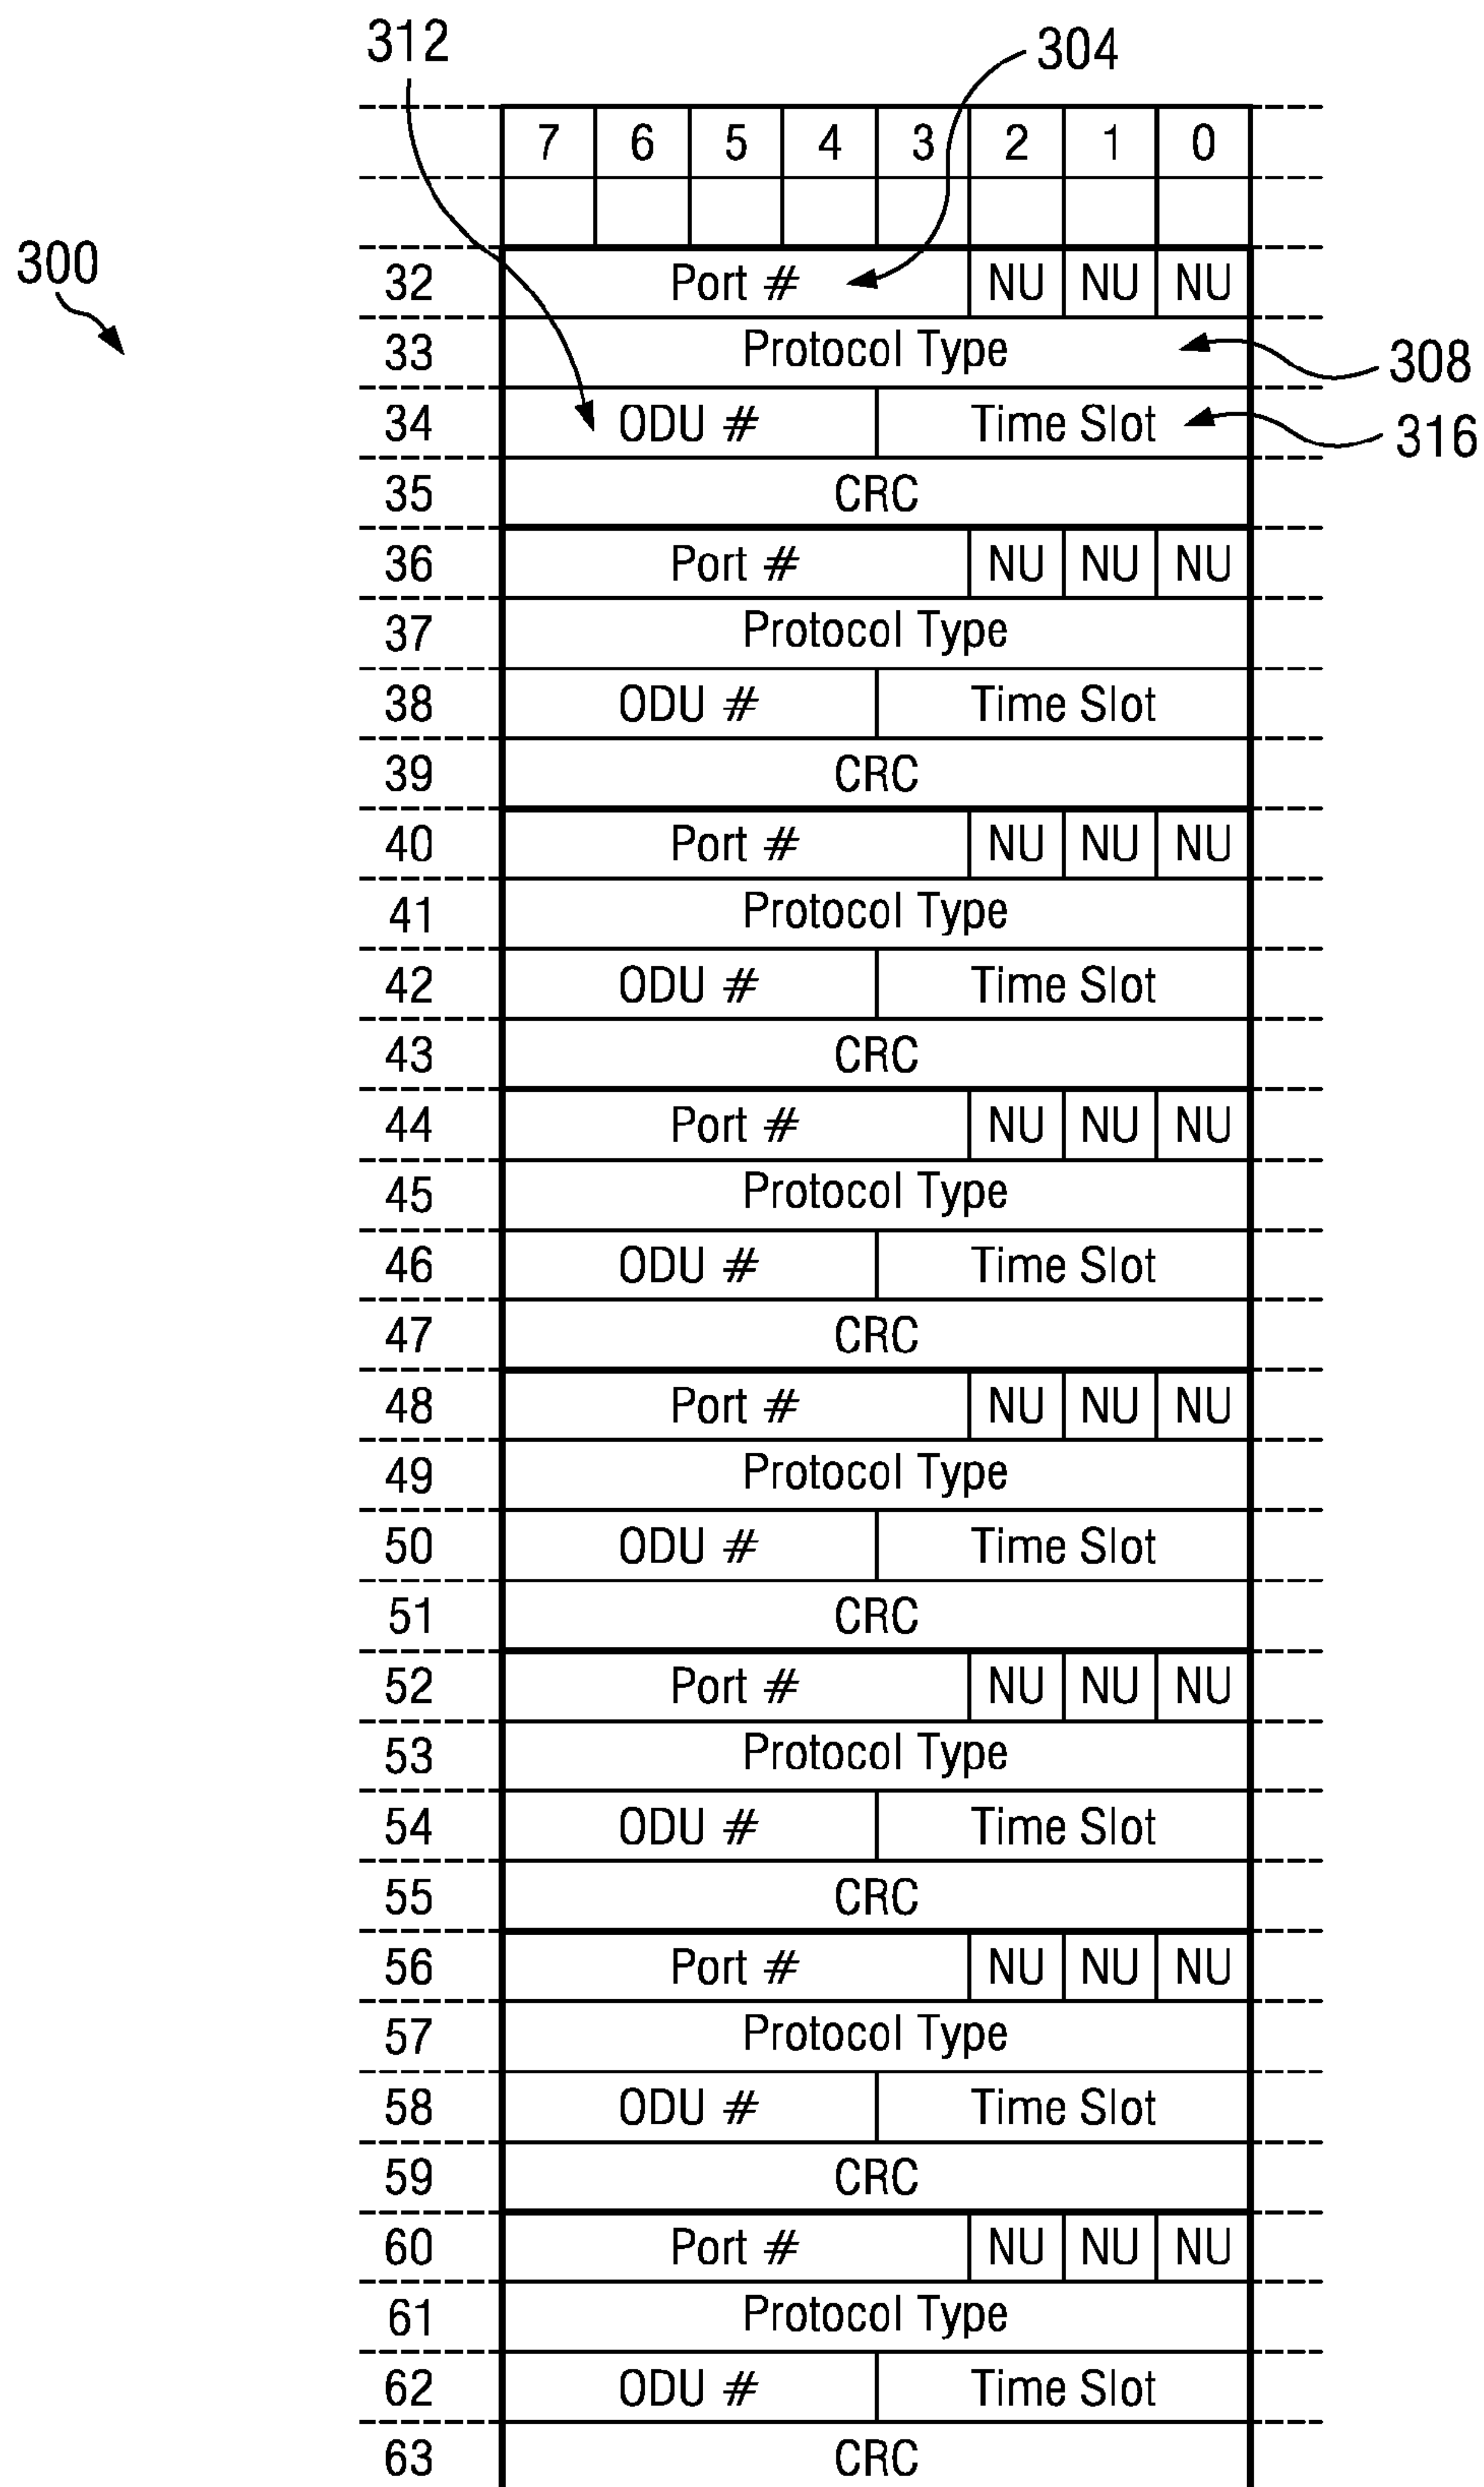 312
304
7 6 5 4 3 2 1 0
300
32 Port # NU NU NU
33 Protocol Type
308
34 ODU # Time Slot
316
35 CRC
36 Port # NU NU NU
37 Protocol Type
38 ODU # Time Slot
39 CRC
40 Port # NU NU NU
41 Protocol Type
42 ODU # Time Slot
43 CRC
44 Port # NU NU NU
45 Protocol Type
46 ODU # Time Slot
47 CRC
48 Port # NU NU NU
49 Protocol Type
50 ODU # Time Slot
51 CRC
52 Port # NU NU NU
53 Protocol Type
54 ODU # Time Slot
55 CRC
56 Port # NU NU NU
57 Protocol Type
58 ODU # Time Slot
59 CRC
60 Port # NU NU NU
61 Protocol Type
62 ODU # Time Slot
63 CRC